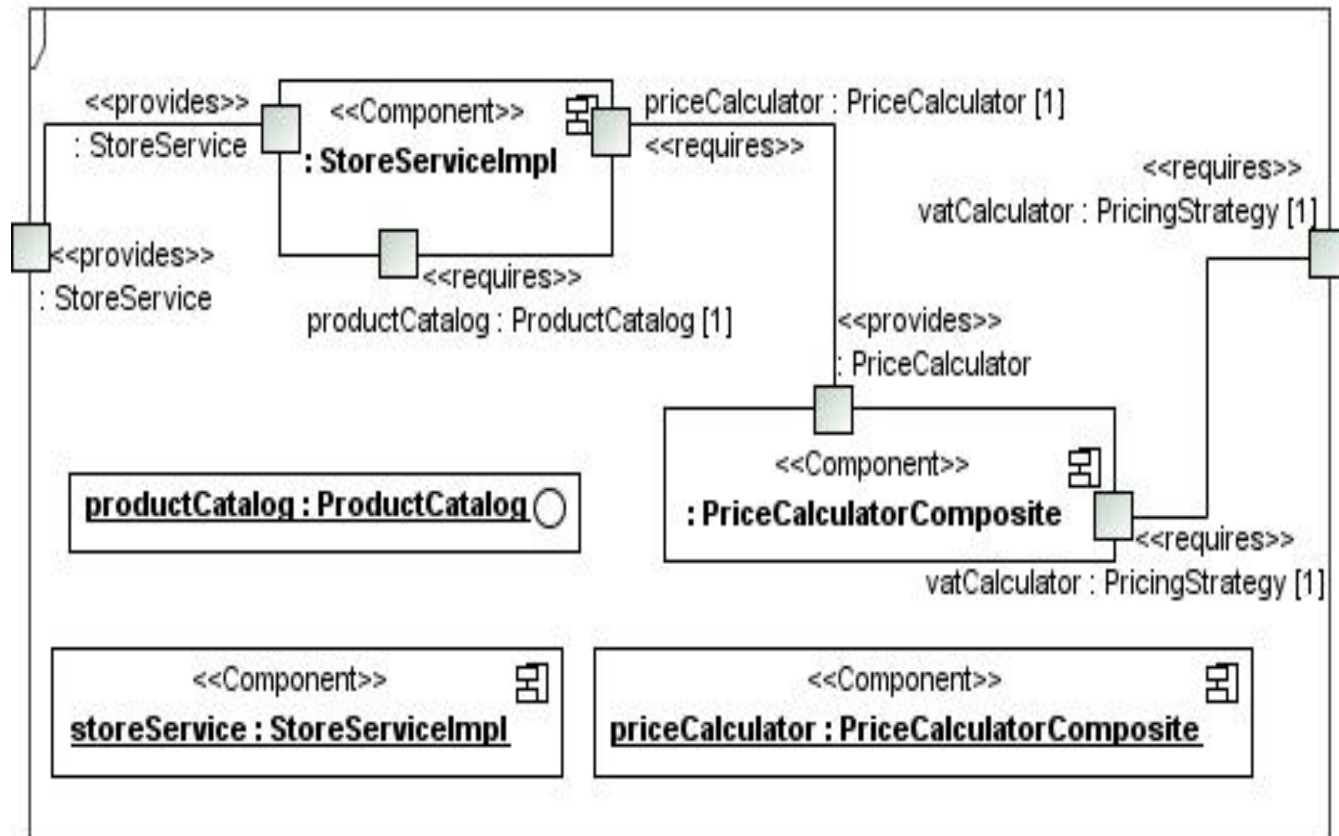 <<provides>>
: StoreService
<<Component>>
: StoreServiceImpl
priceCalculator : PriceCalculator [1]
<<requires>>
<<requires>>
vatCalculator : PricingStrategy [1]
<<provides>>
: StoreService
<<requires>>
productCatalog : ProductCatalog [1]
<<provides>>
: PriceCalculator
<<Component>>
: PriceCalculatorComposite
productCatalog : ProductCatalog
<<requires>>
vatCalculator : PricingStrategy [1]
<<Component>>
storeService : StoreServiceImpl
<<Component>>
priceCalculator : PriceCalculatorComposite